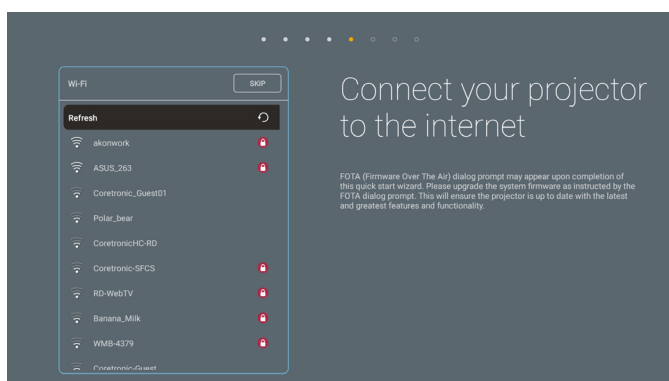 Wi-Fi
SKIP
Refresh
akonwork
ASUS_263
Coretronic_Guest01
Polar_bear
CoretronicHC-RD
Coretronic-SFCS
RD-WebTV
Banana_Milk
WMB-4379
Coretronic-Guest
Connect your projector
to the internet
FOTA (Firmware Over The Air) dialog prompt may appear upon completion of
this quick start wizard. Please upgrade the system firmware as instructed by the
FOTA dialog prompt. This will ensure the projector is up to date with the latest
and greatest features and functionality.